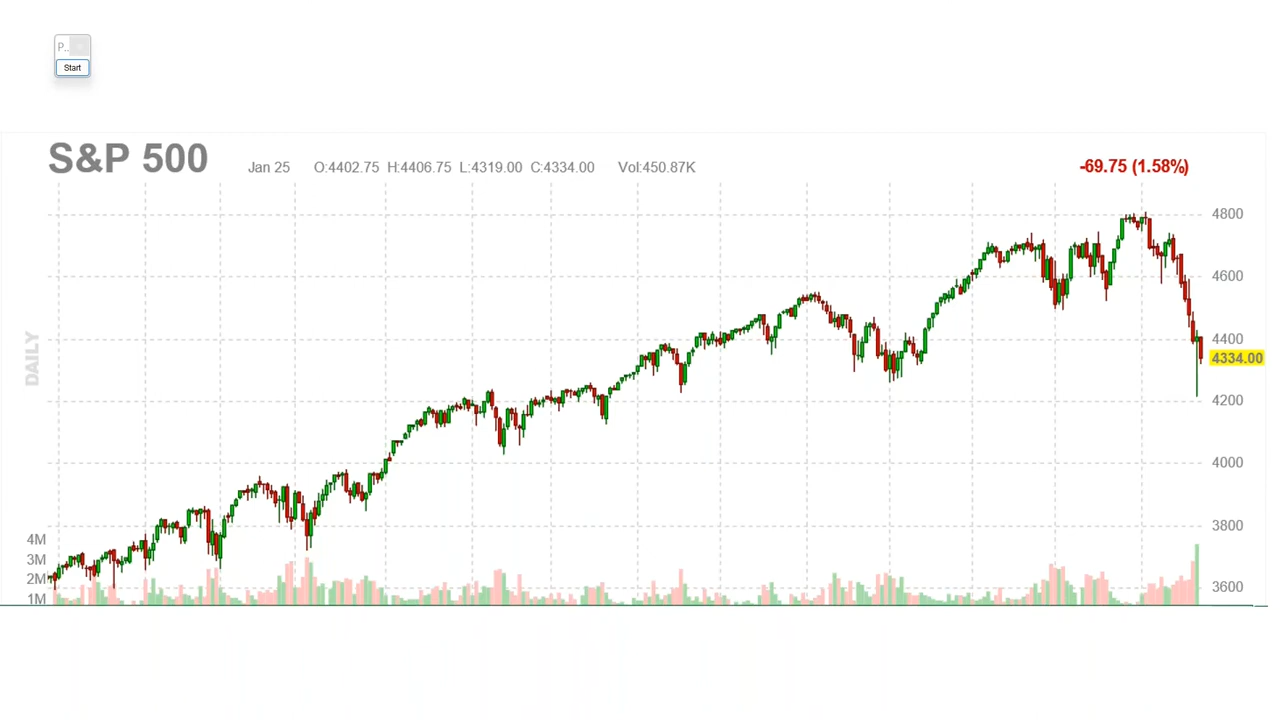 P..
Start
S&P 500
Jan 25 O:4402.75 H:4406.75 L:4319.00 C:4334.00 Vol:450.87K
-69.75 (1.58%)
4800
4600
4400
4334.00
4200
4000
3800
3600
DAILY
4M
3M
2M
1M